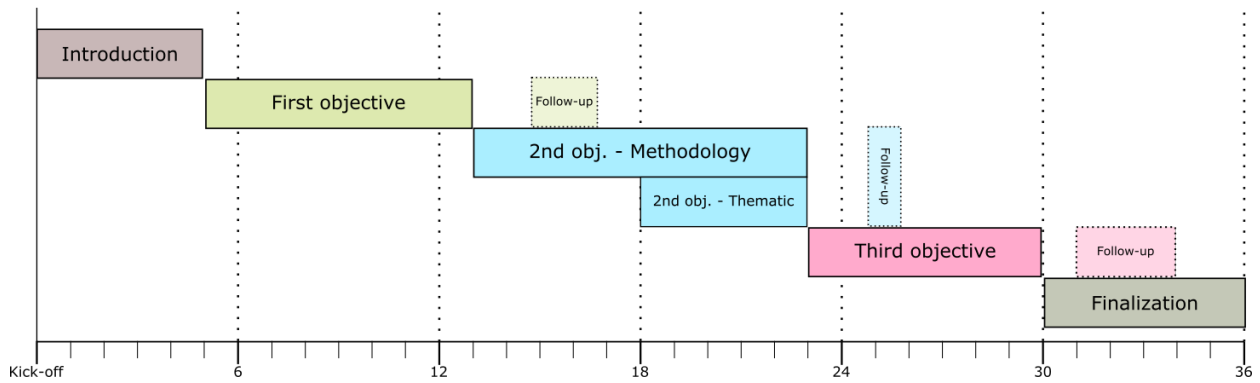 Introduction
First objective
Follow-up
2nd obj. - Methodology
Follow-up
2nd obj. - Thematic
Third objective
Follow-up
Finalization
Kick-off 6 12 18 24 30 36